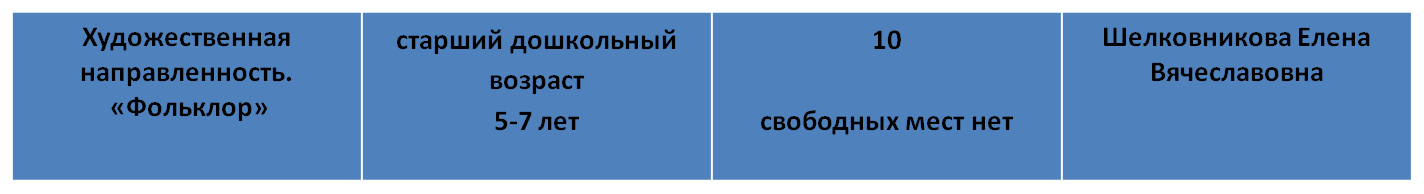 Художественная
направленность.
«Фольклор»
старший дошкольный
возраст
5-7 лет
10
свободных мест нет
Шелковникова Елена
Вячеславовна